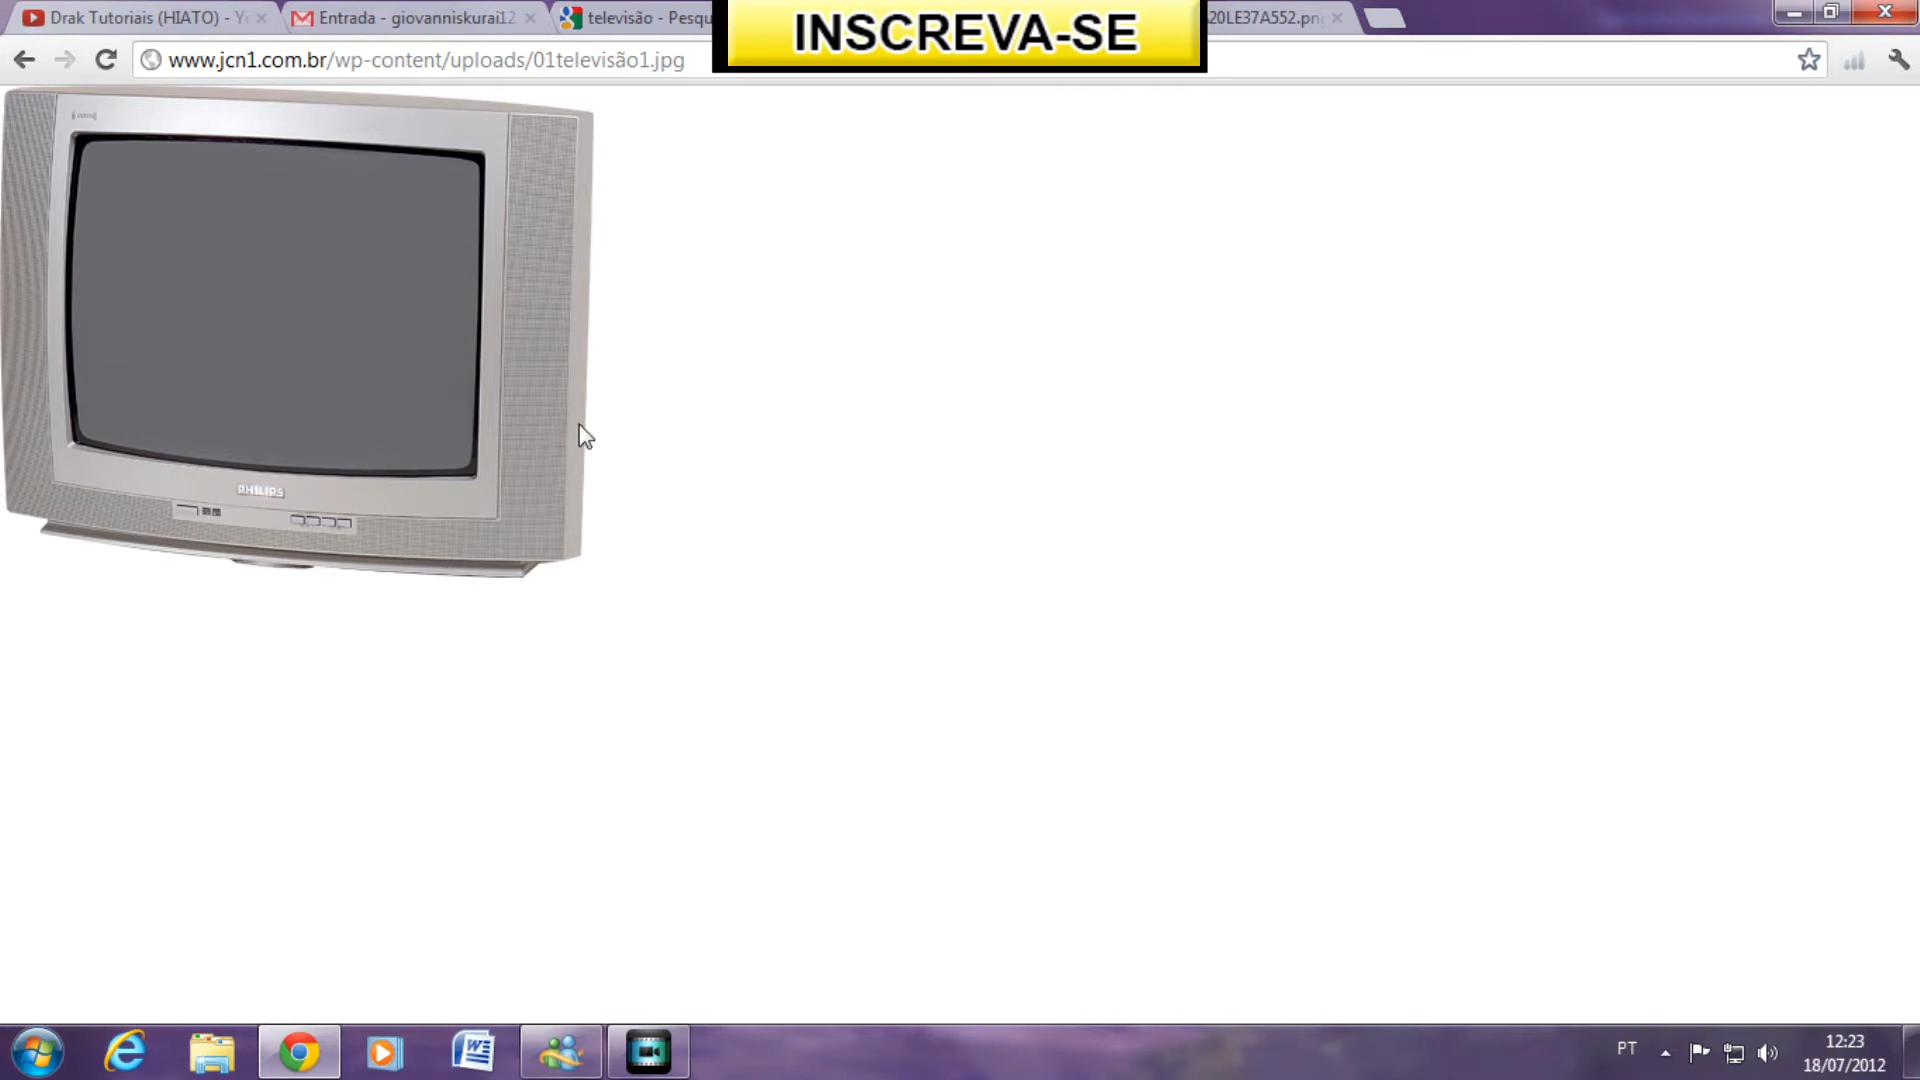 Drak Tutoriais (HIATO) - Y
Entrada - giovanniskurai12
televisão - Pesqu
INSCREVA-SE
20LE37A552.pn
www.jcn1.com.br/wp-content/uploads/01televisão1.jpg
PHILIPS
PT
12:23
18/07/2012